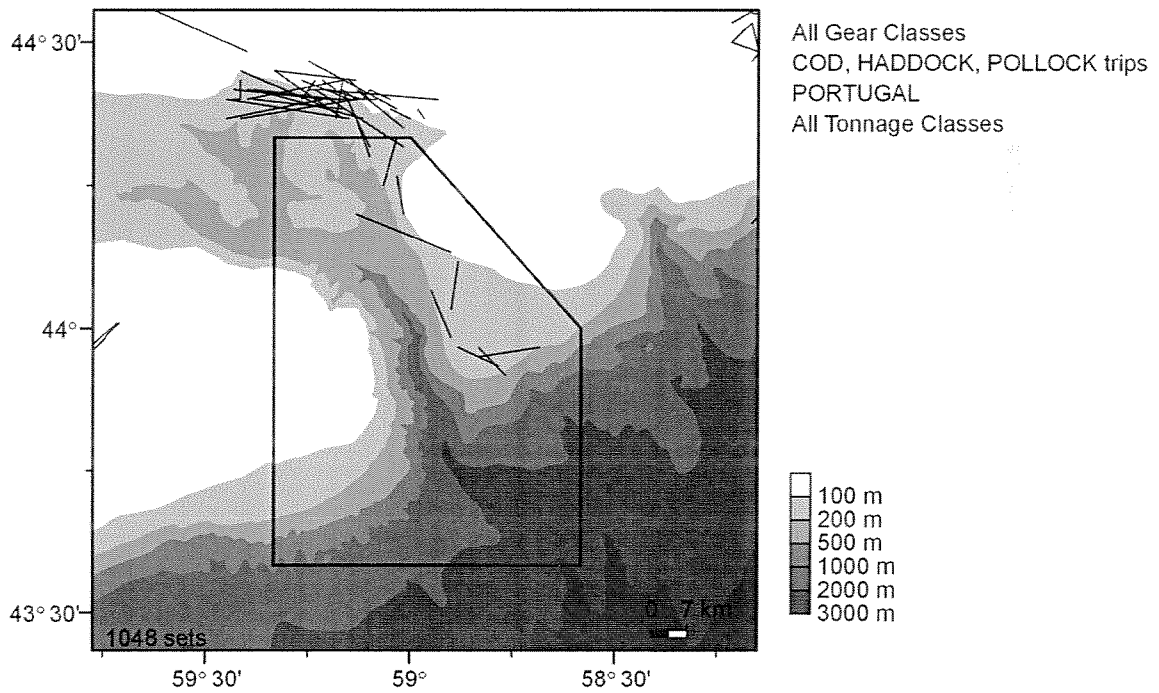 44° 30'
44°
43° 30'
59° 30'
59°
58° 30'
1048 sets
0 7 km
All Gear Classes
COD, HADDOCK, POLLOCK trips
PORTUGAL
All Tonnage Classes
100 m
200 m
500 m
1000 m
2000 m
3000 m